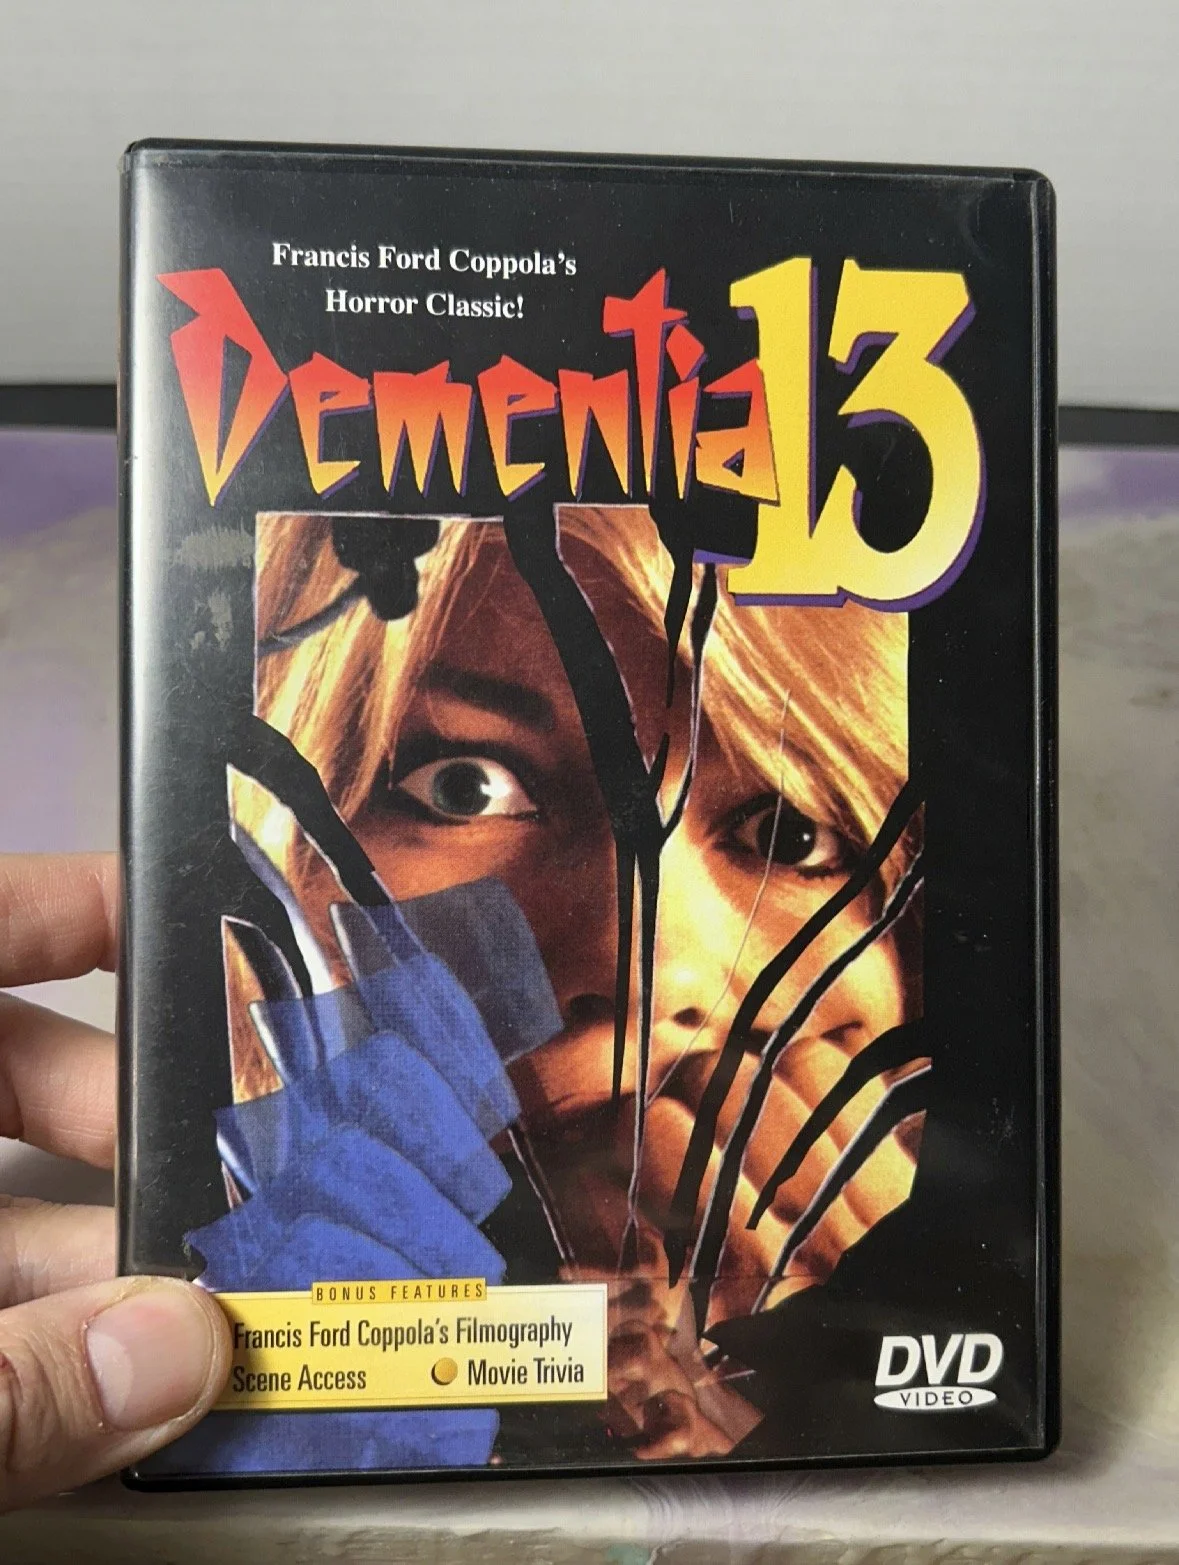 Francis Ford Coppola's
Horror Classic!
Dementia 13
BONUS FEATURES
Francis Ford Coppola's Filmography
Scene Access Movie Trivia
DVD
VIDEO